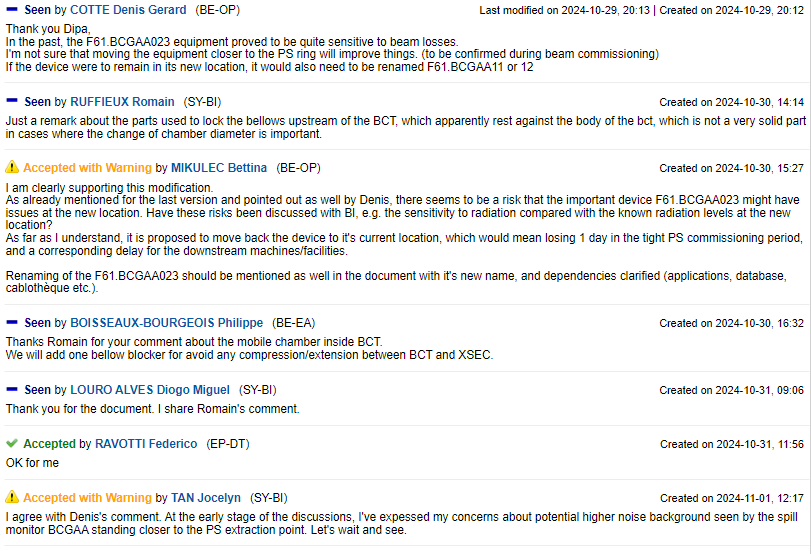 Seen by COTTE Denis Gerard (BE-OP) Last modified on 2024-10-29, 20:13 | Created on 2024-10-29, 20:12
Thank you Dipa,
In the past, the F61.BCGAA023 equipment proved to be quite sensitive to beam losses.
I'm not sure that moving the equipment closer to the PS ring will improve things. (to be confirmed during beam commissioning)
If the device were to remain in its new location, it would also need to be renamed F61.BCGAA11 or 12
Seen by RUFFIEUX Romain (SY-BI) Created on 2024-10-30, 14:14
Just a remark about the parts used to lock the bellows upstream of the BCT, which apparently rest against the body of the bct, which is not a very solid part
in cases where the change of chamber diameter is important.
Accepted with Warning by MIKULEC Bettina (BE-OP) Created on 2024-10-30, 15:27
I am clearly supporting this modification.
As already mentioned for the last version and pointed out as well by Denis, there seems to be a risk that the important device F61.BCGAA023 might have
issues at the new location. Have these risks been discussed with BI, e.g. the sensitivity to radiation compared with the known radiation levels at the new
location?
As far as I understand, it is proposed to move back the device to it's current location, which would mean losing 1 day in the tight PS commissioning period,
and a corresponding delay for the downstream machines/facilities.
Renaming of the F61.BCGAA023 should be mentioned as well in the document with it's new name, and dependencies clarified (applications, database,
cablothèque etc.).
Seen by BOISSEAUX-BOURGEOIS Philippe (BE-EA) Created on 2024-10-30, 16:32
Thanks Romain for your comment about the mobile chamber inside BCT.
We will add one bellow blocker for avoid any compression/extension between BCT and XSEC.
Seen by LOURO ALVES Diogo Miguel (SY-BI) Created on 2024-10-31, 09:06
Thank you for the document. I share Romain's comment.
Accepted by RAVOTTI Federico (EP-DT) Created on 2024-10-31, 11:56
OK for me
Accepted with Warning by TAN Jocelyn (SY-BI) Created on 2024-11-01, 12:17
I agree with Denis's comment. At the early stage of the discussions, I've expessed my concerns about potential higher noise background seen by the spill
monitor BCGAA standing closer to the PS extraction point. Let's wait and see.